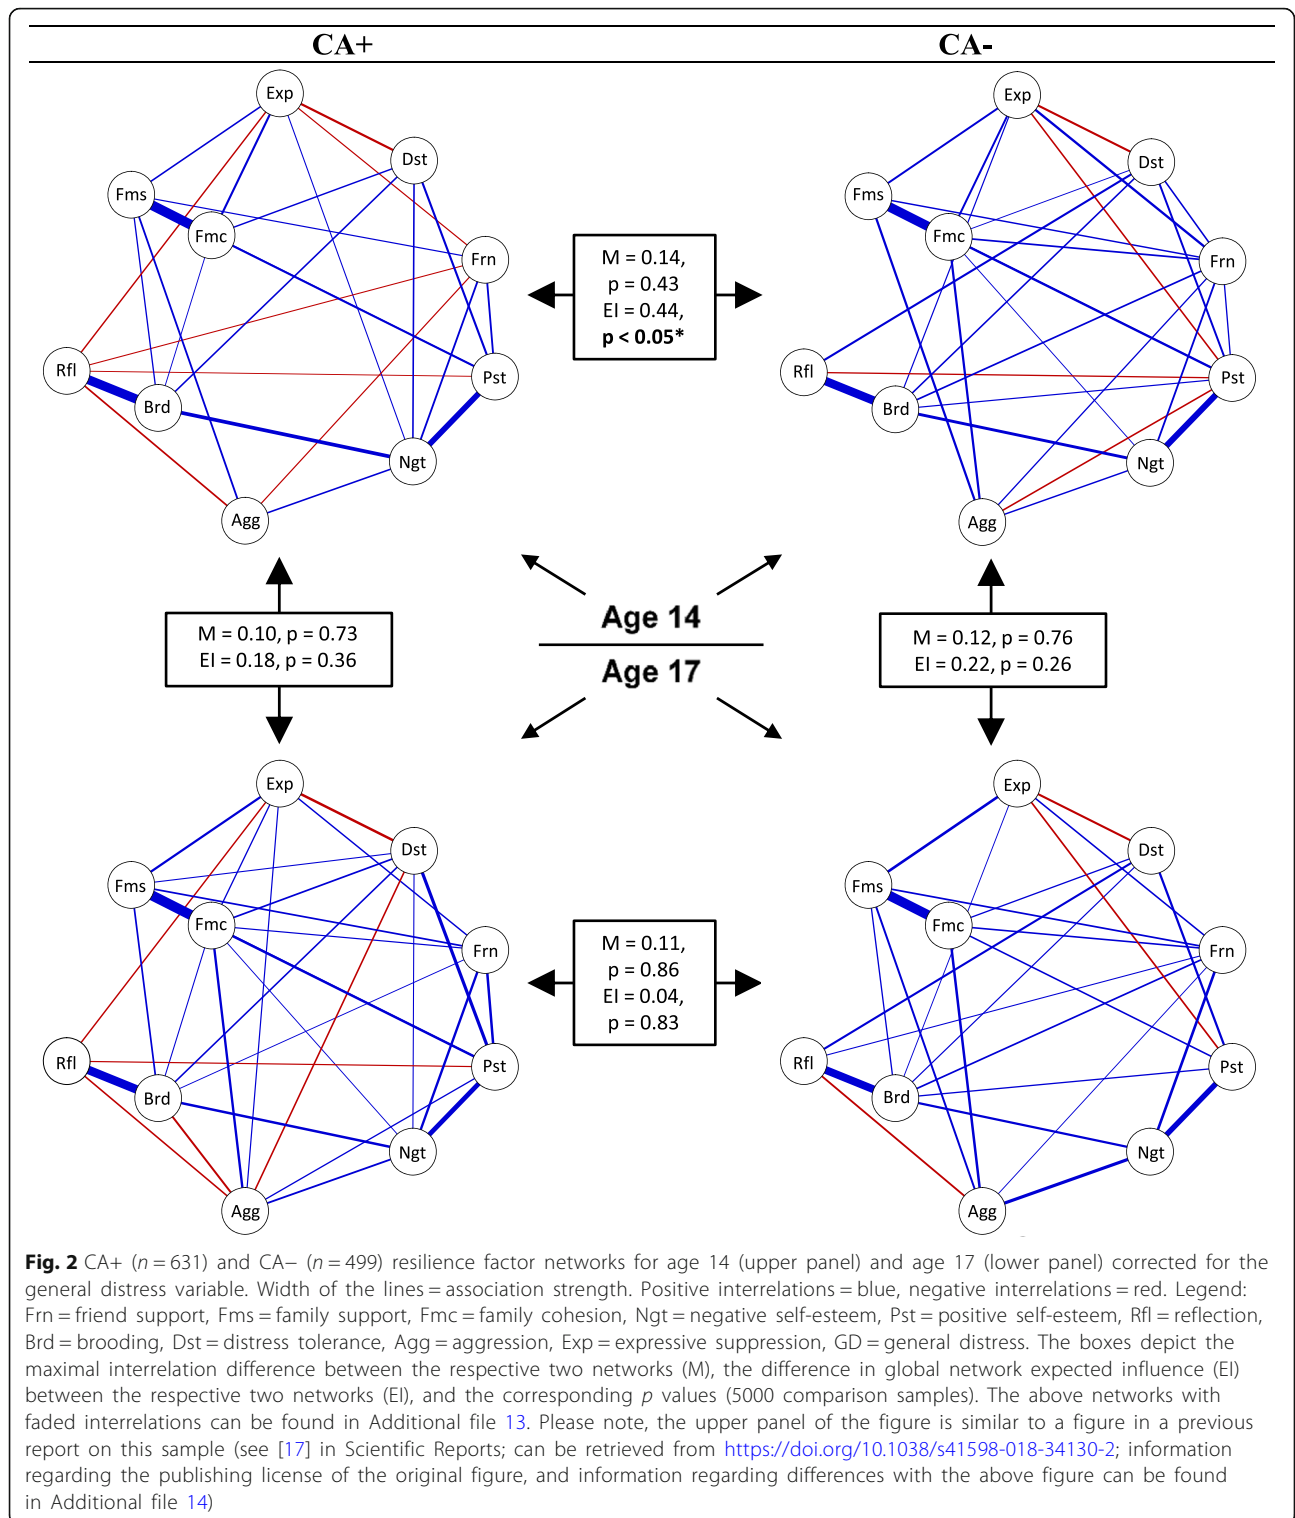 CA+ CA-
Exp
Dst
Fms
Fmc
Frn
Rfl
Pst
Brd
Ngt
Agg
M = 0.14,
p = 0.43
EI = 0.44,
p < 0.05*
Exp
Dst
Fms
Fmc
Frn
Rfl
Pst
Brd
Ngt
Agg
M = 0.10, p = 0.73
EI = 0.18, p = 0.36
Age 14
Age 17
M = 0.12, p = 0.76
EI = 0.22, p = 0.26
Exp
Dst
Fms
Fmc
Frn
Rfl
Pst
Brd
Ngt
Agg
M = 0.11,
p = 0.86
EI = 0.04,
p = 0.83
Exp
Dst
Fms
Fmc
Frn
Rfl
Pst
Brd
Ngt
Agg
Fig. 2 CA+ (n = 631) and CA− (n = 499) resilience factor networks for age 14 (upper panel) and age 17 (lower panel) corrected for the
general distress variable. Width of the lines = association strength. Positive interrelations = blue, negative interrelations = red. Legend:
Frn = friend support, Fms = family support, Fmc = family cohesion, Ngt = negative self-esteem, Pst = positive self-esteem, Rfl = reflection,
Brd = brooding, Dst = distress tolerance, Agg = aggression, Exp = expressive suppression, GD = general distress. The boxes depict the
maximal interrelation difference between the respective two networks (M), the difference in global network expected influence (EI)
between the respective two networks (EI), and the corresponding p values (5000 comparison samples). The above networks with
faded interrelations can be found in Additional file 13. Please note, the upper panel of the figure is similar to a figure in a previous
report on this sample (see [17] in Scientific Reports; can be retrieved from https://doi.org/10.1038/s41598-018-34130-2; information
regarding the publishing license of the original figure, and information regarding differences with the above figure can be found
in Additional file 14)